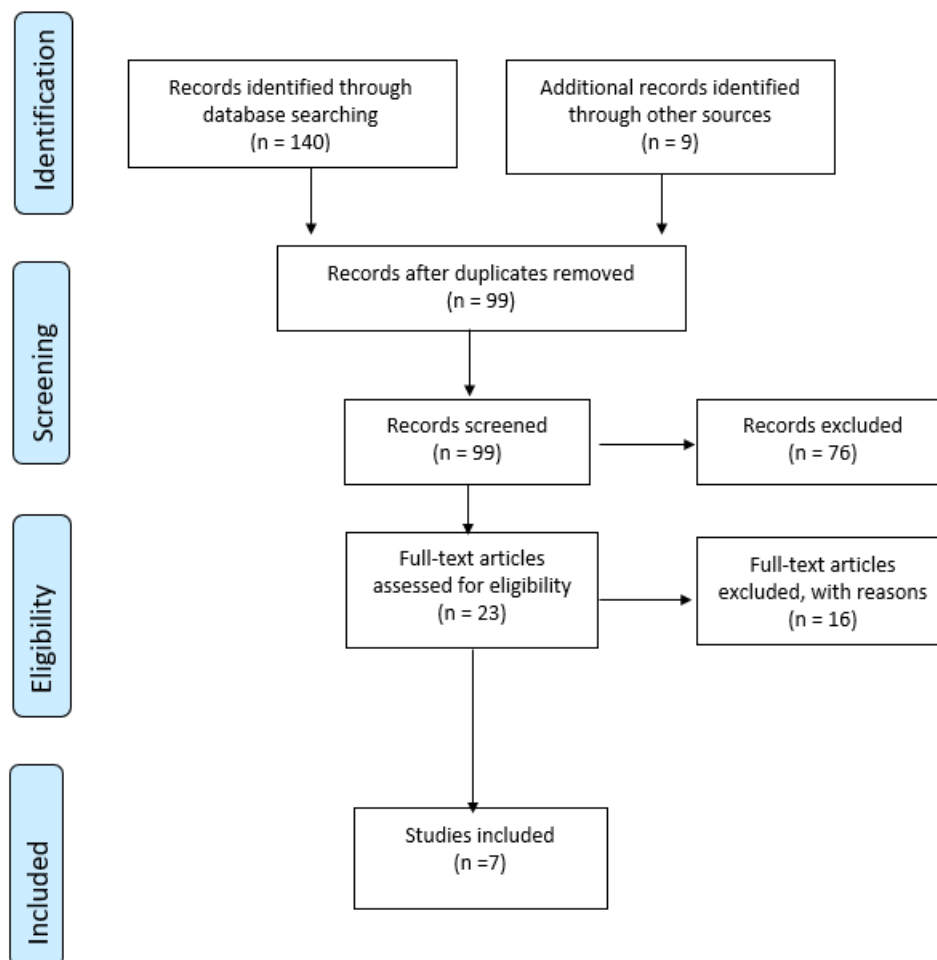 Identification
Records identified through
database searching
(n = 140)
Additional records identified
through other sources
(n = 9)
Screening
Records after duplicates removed
(n = 99)
Records screened
(n = 99)
Records excluded
(n = 76)
Eligibility
Full-text articles
assessed for eligibility
(n = 23)
Full-text articles
excluded, with reasons
(n = 16)
Included
Studies included
(n =7)